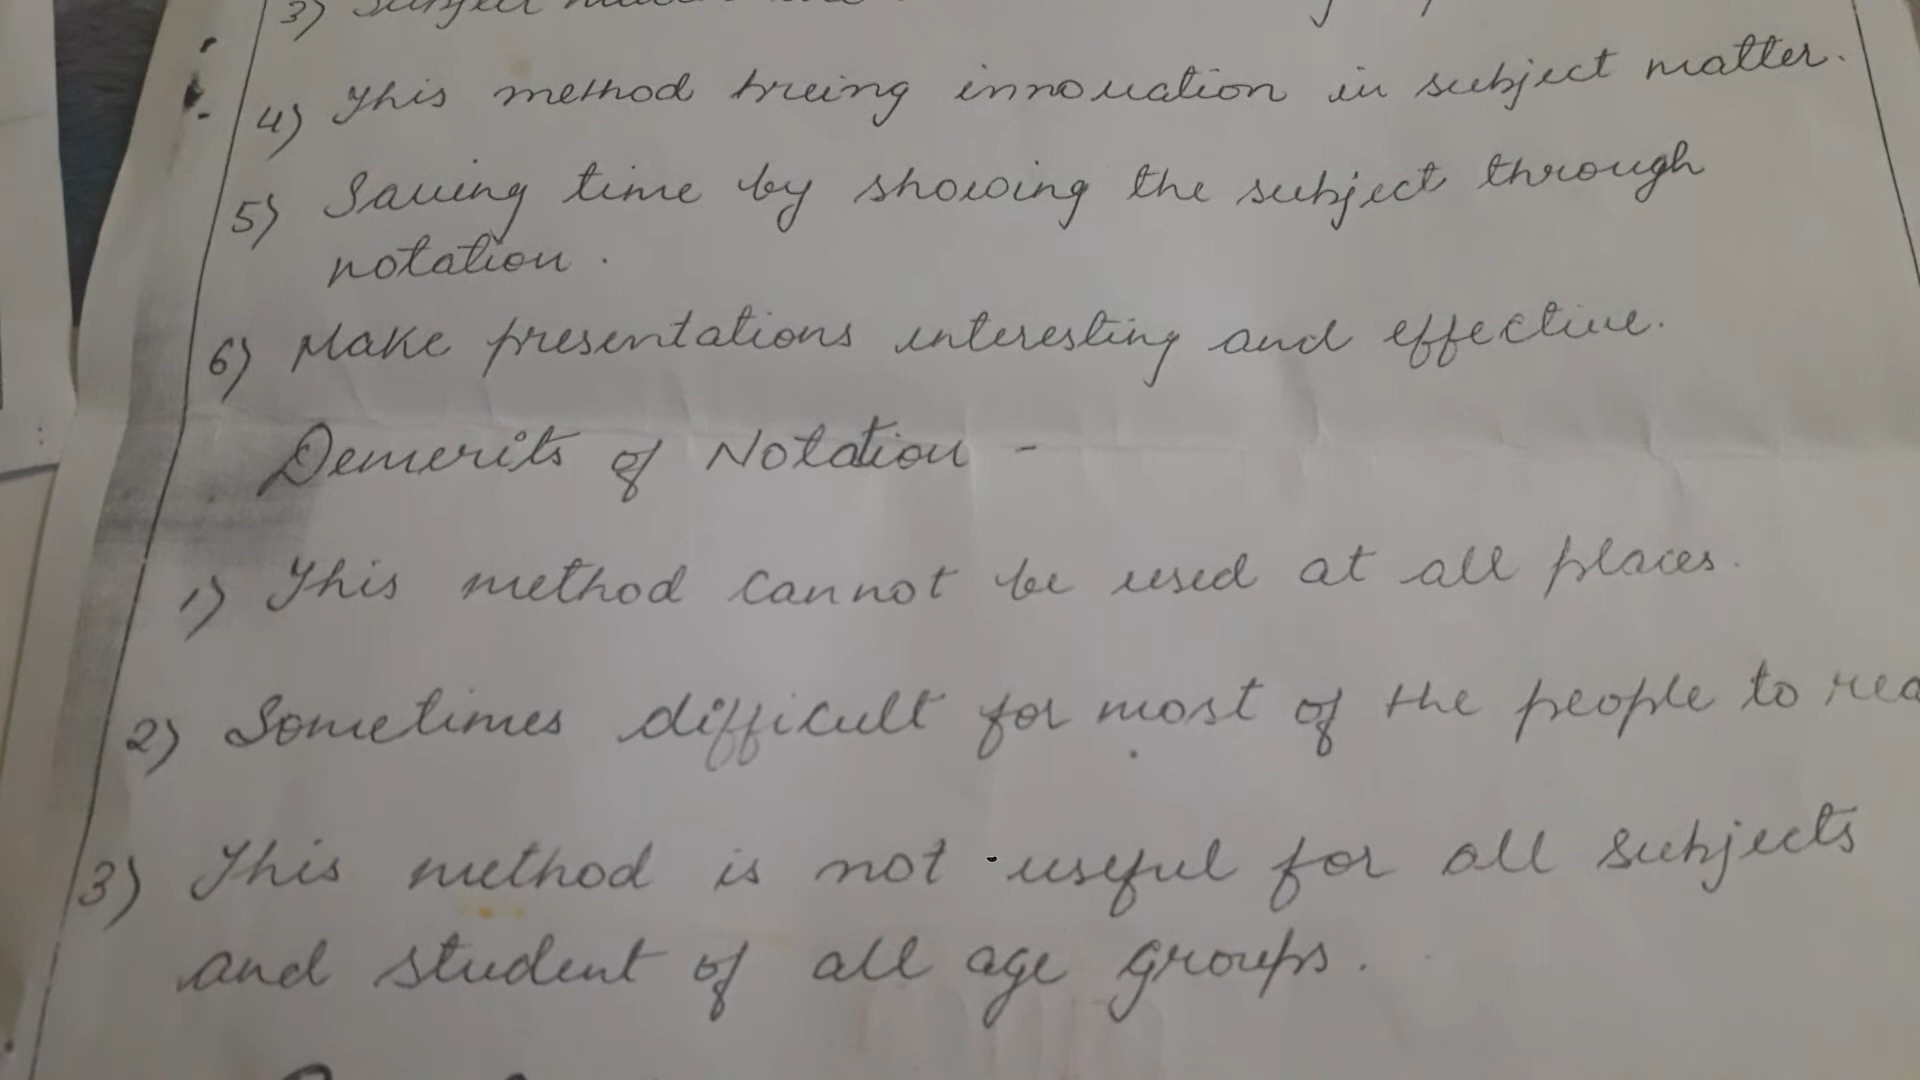 3) Subject
4) This method bring innovation in subject matter.
5) Saving time by showing the subject through
notation.
6) Make presentations interesting and effective.
Demerits of Notation -
1) This method cannot be used at all places.
2) Sometimes difficult for most of the people to
3) This method is not useful for all subjects
and student of all age groups.